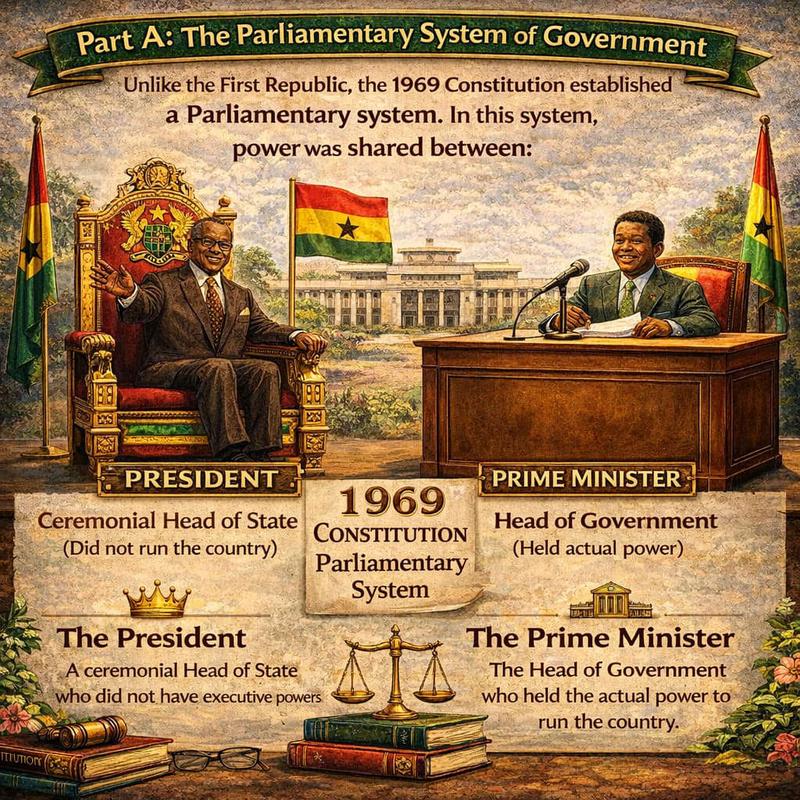 Part A: The Parliamentary System of Government
Unlike the First Republic, the 1969 Constitution established
a Parliamentary system. In this system,
power was shared between:
PRESIDENT
Ceremonial Head of State
(Did not run the country)
1969
CONSTITUTION
Parliamentary
System
PRIME MINISTER
Head of Government
(Held actual power)
The President
A ceremonial Head of State
who did not have executive powers
The Prime Minister
The Head of Government
who held the actual power to
run the country.
TITUTION